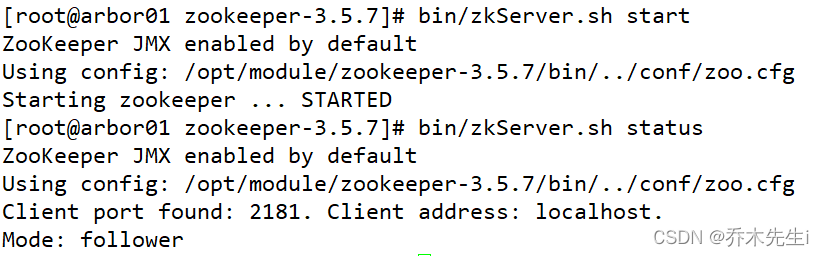 [root@arbor01 zookeeper-3.5.7]# bin/zkServer.sh start
ZooKeeper JMX enabled by default
Using config: /opt/module/zookeeper-3.5.7/bin/../conf/zoo.cfg
Starting zookeeper ... STARTED
[root@arbor01 zookeeper-3.5.7]# bin/zkServer.sh status
ZooKeeper JMX enabled by default
Using config: /opt/module/zookeeper-3.5.7/bin/../conf/zoo.cfg
Client port found: 2181. Client address: localhost.
Mode: follower
CSDN @乔木先生i